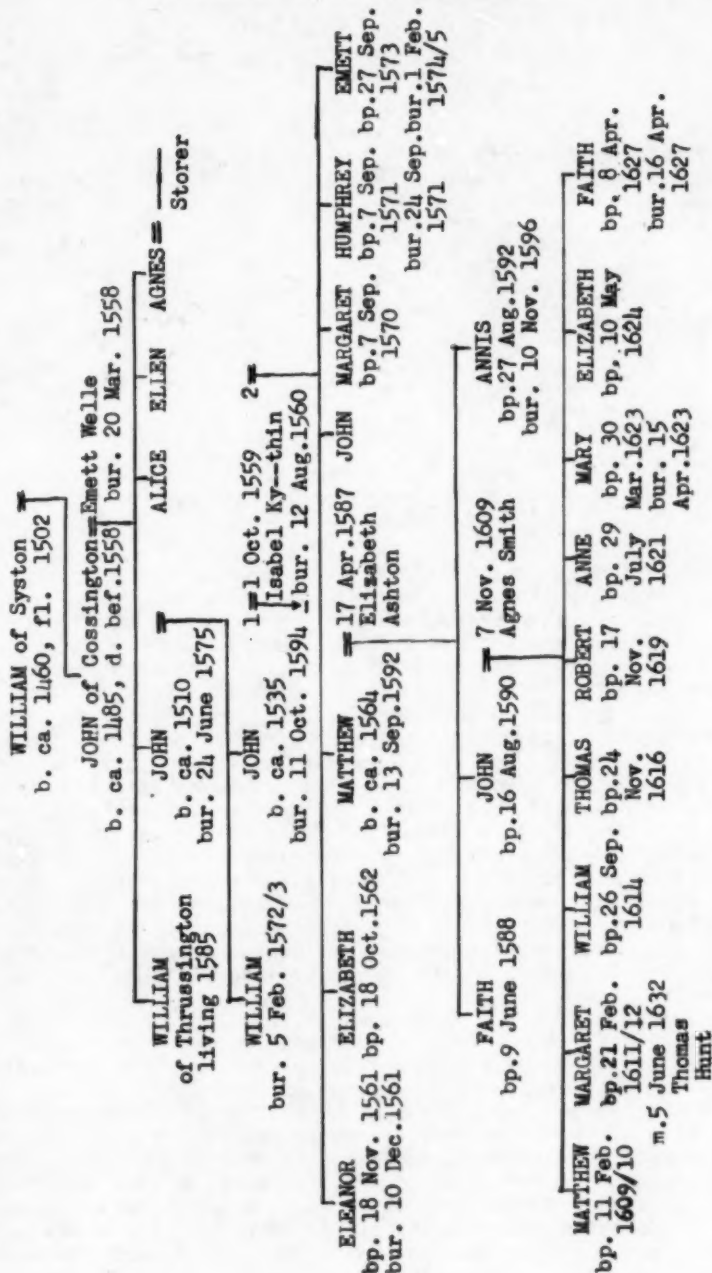 WILLIAM of Syston
b. ca. 1460, fl. 1502
JOHN of Cossington = Emett Welle
b. ca. 1485, d. bef.1558 bur. 20 Mar. 1558
WILLIAM
of Thrussington
living 1585
JOHN
b. ca. 1510
bur. 24 June 1575
ALICE
ELLEN
AGNES =
Storer
WILLIAM
bur. 5 Feb. 1572/3
JOHN
b. ca. 1535
bur. 11 Oct. 1594
1 = 1 Oct. 1559
Isabel Ky--thin
bur. 12 Aug.1560
2 =
ELEANOR
bp. 18 Nov. 1561
bur. 10 Dec.1561
ELIZABETH
bp. 18 Oct.1562
MATTHEW
b. ca. 1564
bur. 13 Sep.1592
= 17 Apr.1587
Elizabeth
Ashton
JOHN
MARGARET
bp.7 Sep.
1570
HUMPHREY
bp.7 Sep.
1571
bur.24 Sep.
1571
EMETT
bp.27 Sep.
1573
bur.1 Feb.
1574/5
FAITH
bp.9 June 1588
JOHN
bp.16 Aug.1590
= 7 Nov. 1609
Agnes Smith
ANNIS
bp.27 Aug.1592
bur. 10 Nov. 1596
MATTHEW
bp. 11 Feb.
1609/10
MARGARET
bp.21 Feb.
1611/12
m.5 June 1632
Thomas
Hunt
WILLIAM
bp.26 Sep.
1614
THOMAS
bp.24
Nov.
1616
ROBERT
bp. 17
Nov.
1619
ANNE
bp. 29
July
1621
MARY
bp. 30
Mar.1623
bur. 15
Apr.1623
ELIZABETH
bp. 10 May
1624
FAITH
bp. 8 Apr.
1627
bur.16 Apr.
1627